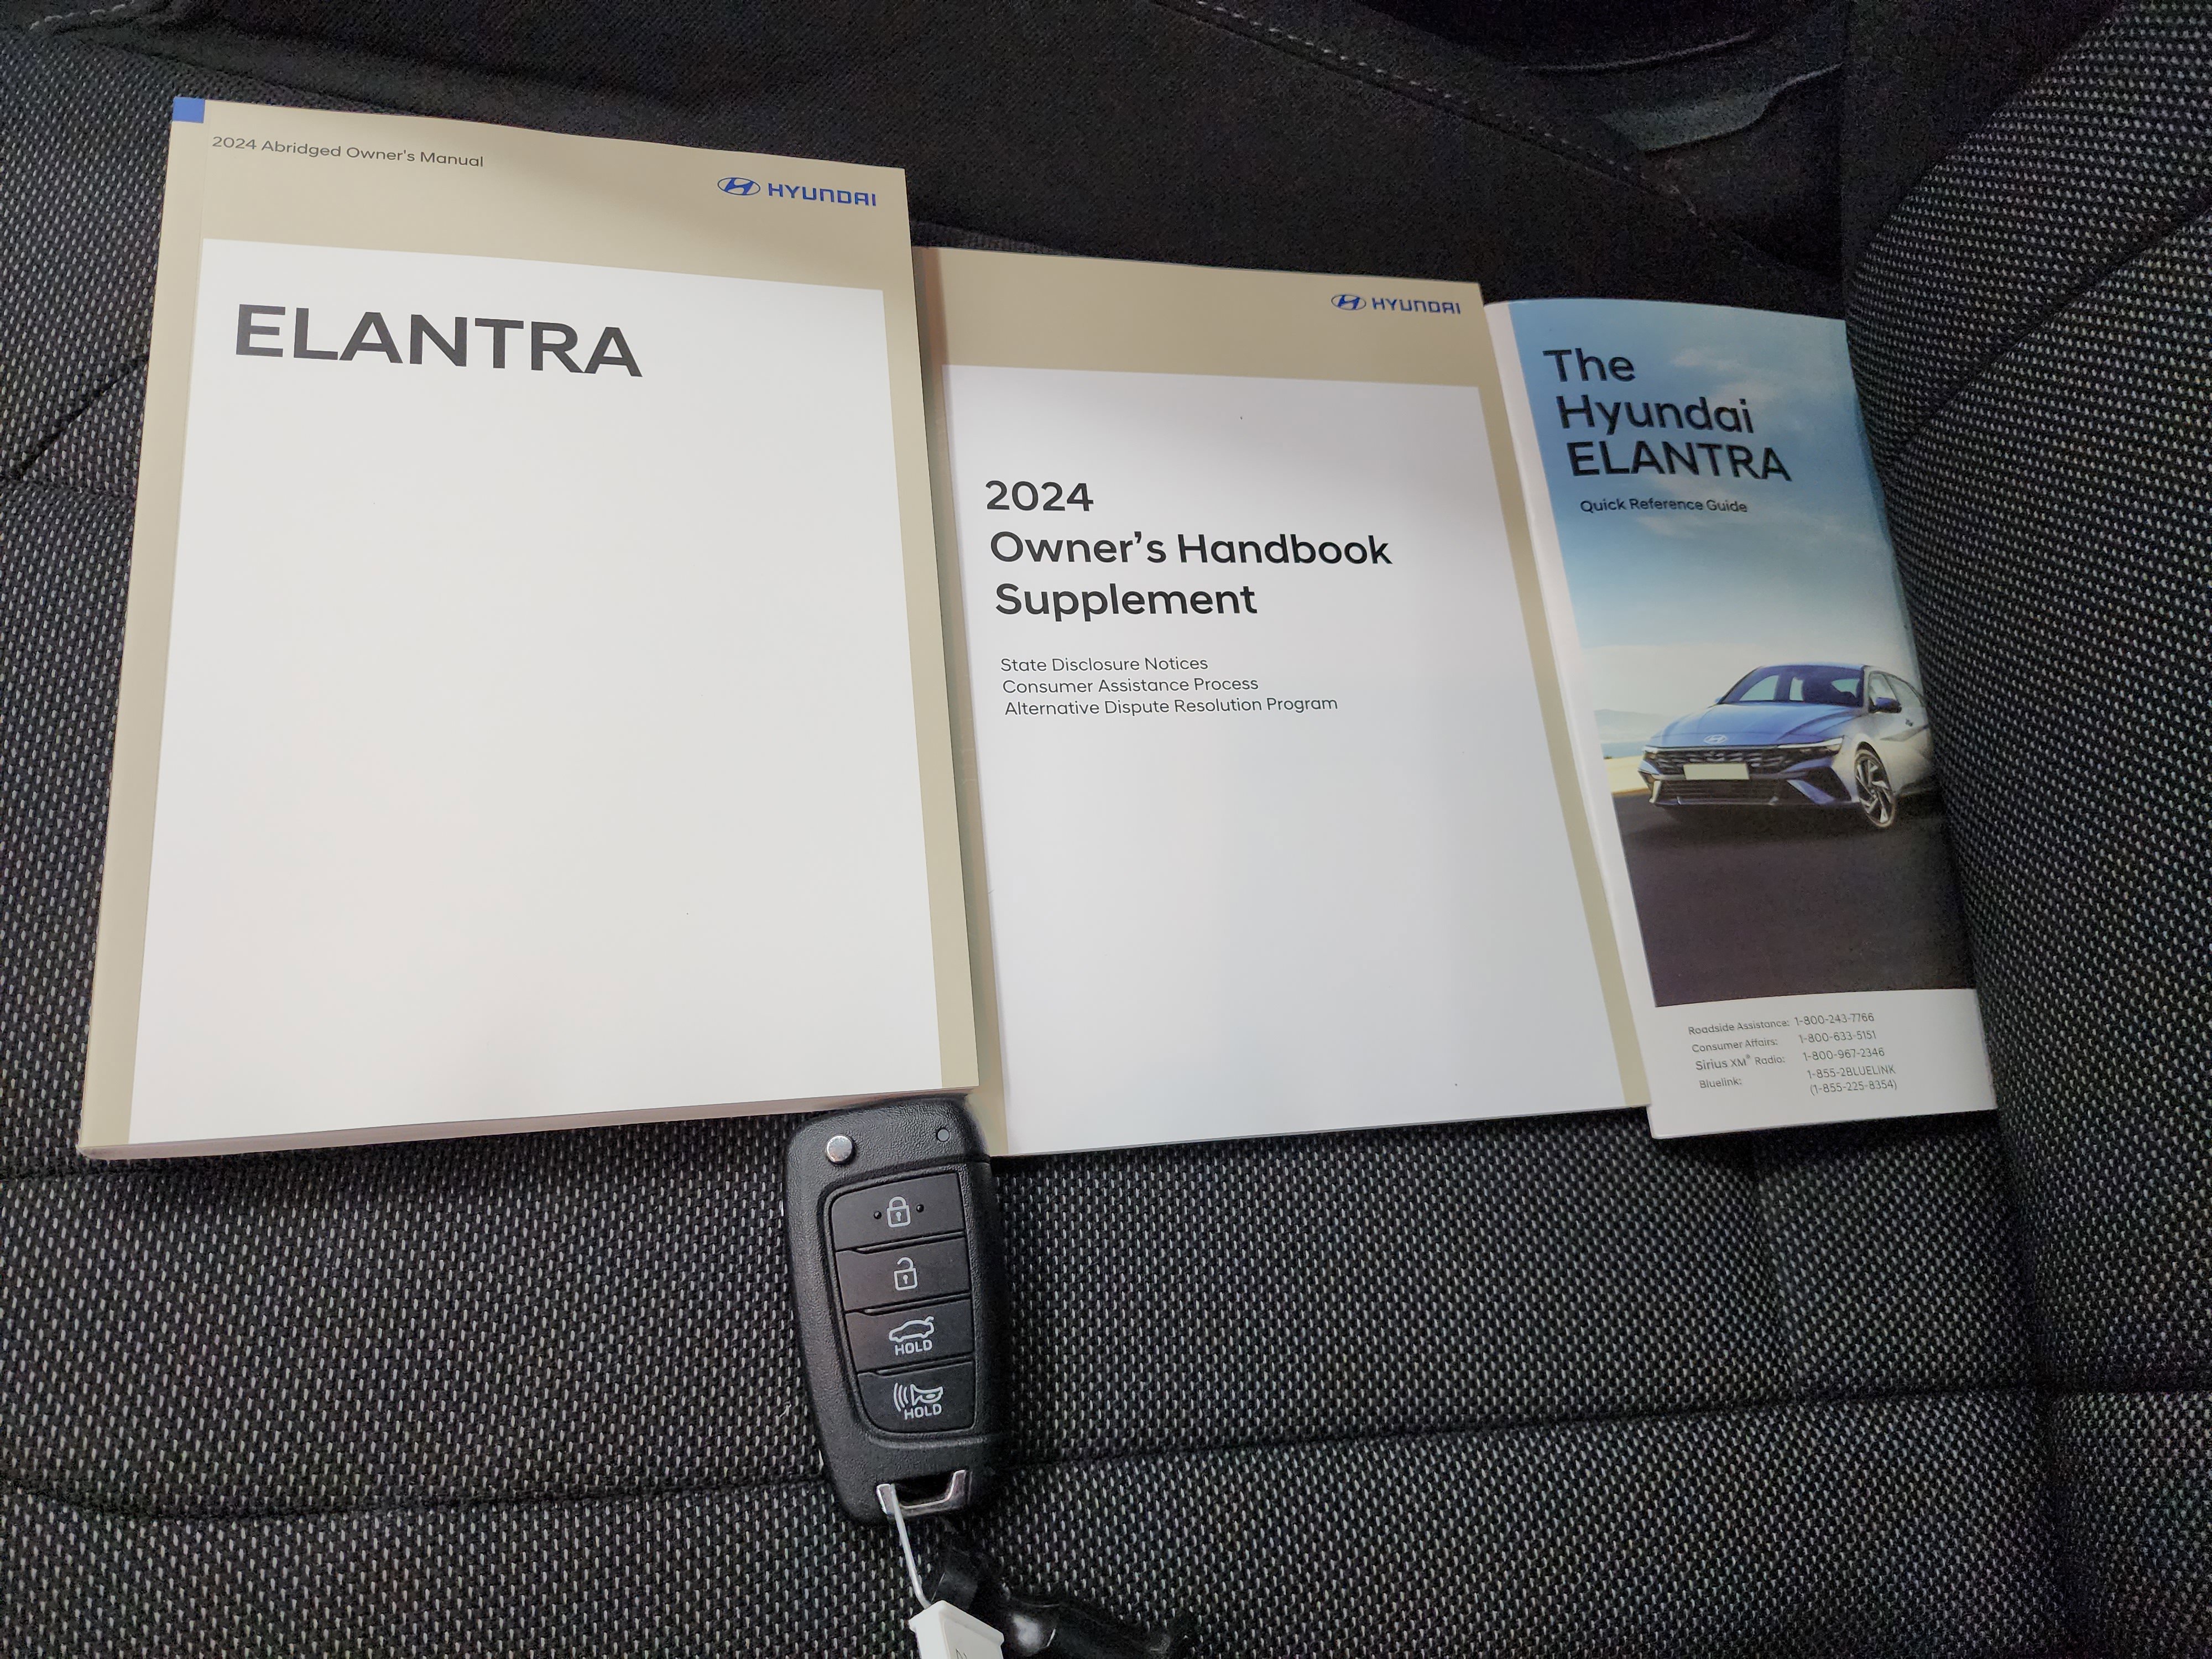 2024 Abridged Owner's Manual
HYUNDAI
ELANTRA
HYUNDAI
2024
Owner's Handbook
Supplement
State Disclosure Notices
Consumer Assistance Process
Alternative Dispute Resolution Program
The
Hyundai
ELANTRA
Quick Reference Guide
Roadside Assistance: 1-800-243-7766
Consumer Affairs: 1-800-633-5151
Sirius XM® Radio: 1-800-967-2346
Bluelink: 1-855-2BLUELINK
(1-855-225-8354)
HOLD
HOLD